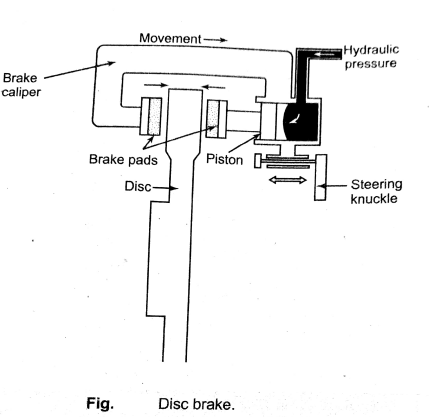 Movement
Hydraulic
pressure
Brake
caliper
Brake pads
Piston
Disc
Steering
knuckle
Fig. Disc brake.